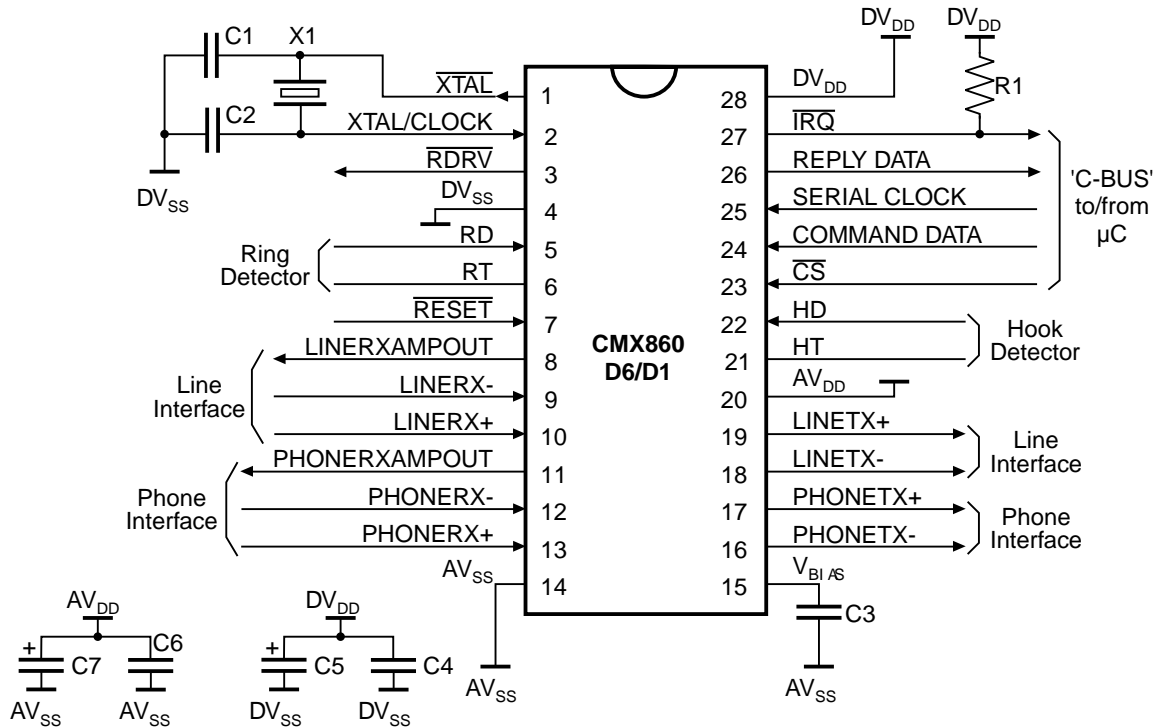 DVDD DVDD
C1 X1
XTAL 1 28 DVDD R1
C2 XTAL/CLOCK 2 27 IRQ
RDRV 3 26 REPLY DATA
DVSS
DVSS 4 25 SERIAL CLOCK
'C-BUS'
to/from
µC
RD 5 24 COMMAND DATA
Ring
Detector
RT 6 23 CS
RESET 7 22 HD
Hook
Detector
CMX860
D6/D1
LINERXAMPOUT 8 21 HT
Line
Interface
LINERX- 9 20 AVDD
LINERX+ 10 19 LINETX+
Line
Interface
PHONERXAMPOUT 11 18 LINETX-
Phone
Interface
PHONERX- 12 17 PHONETX+
Phone
Interface
PHONERX+ 13 16 PHONETX-
AVSS 14 15 VBIAS
C3
AVDD DVDD
+ C7 C6 + C5 C4
AVSS AVSS DVSS DVSS AVSS AVSS